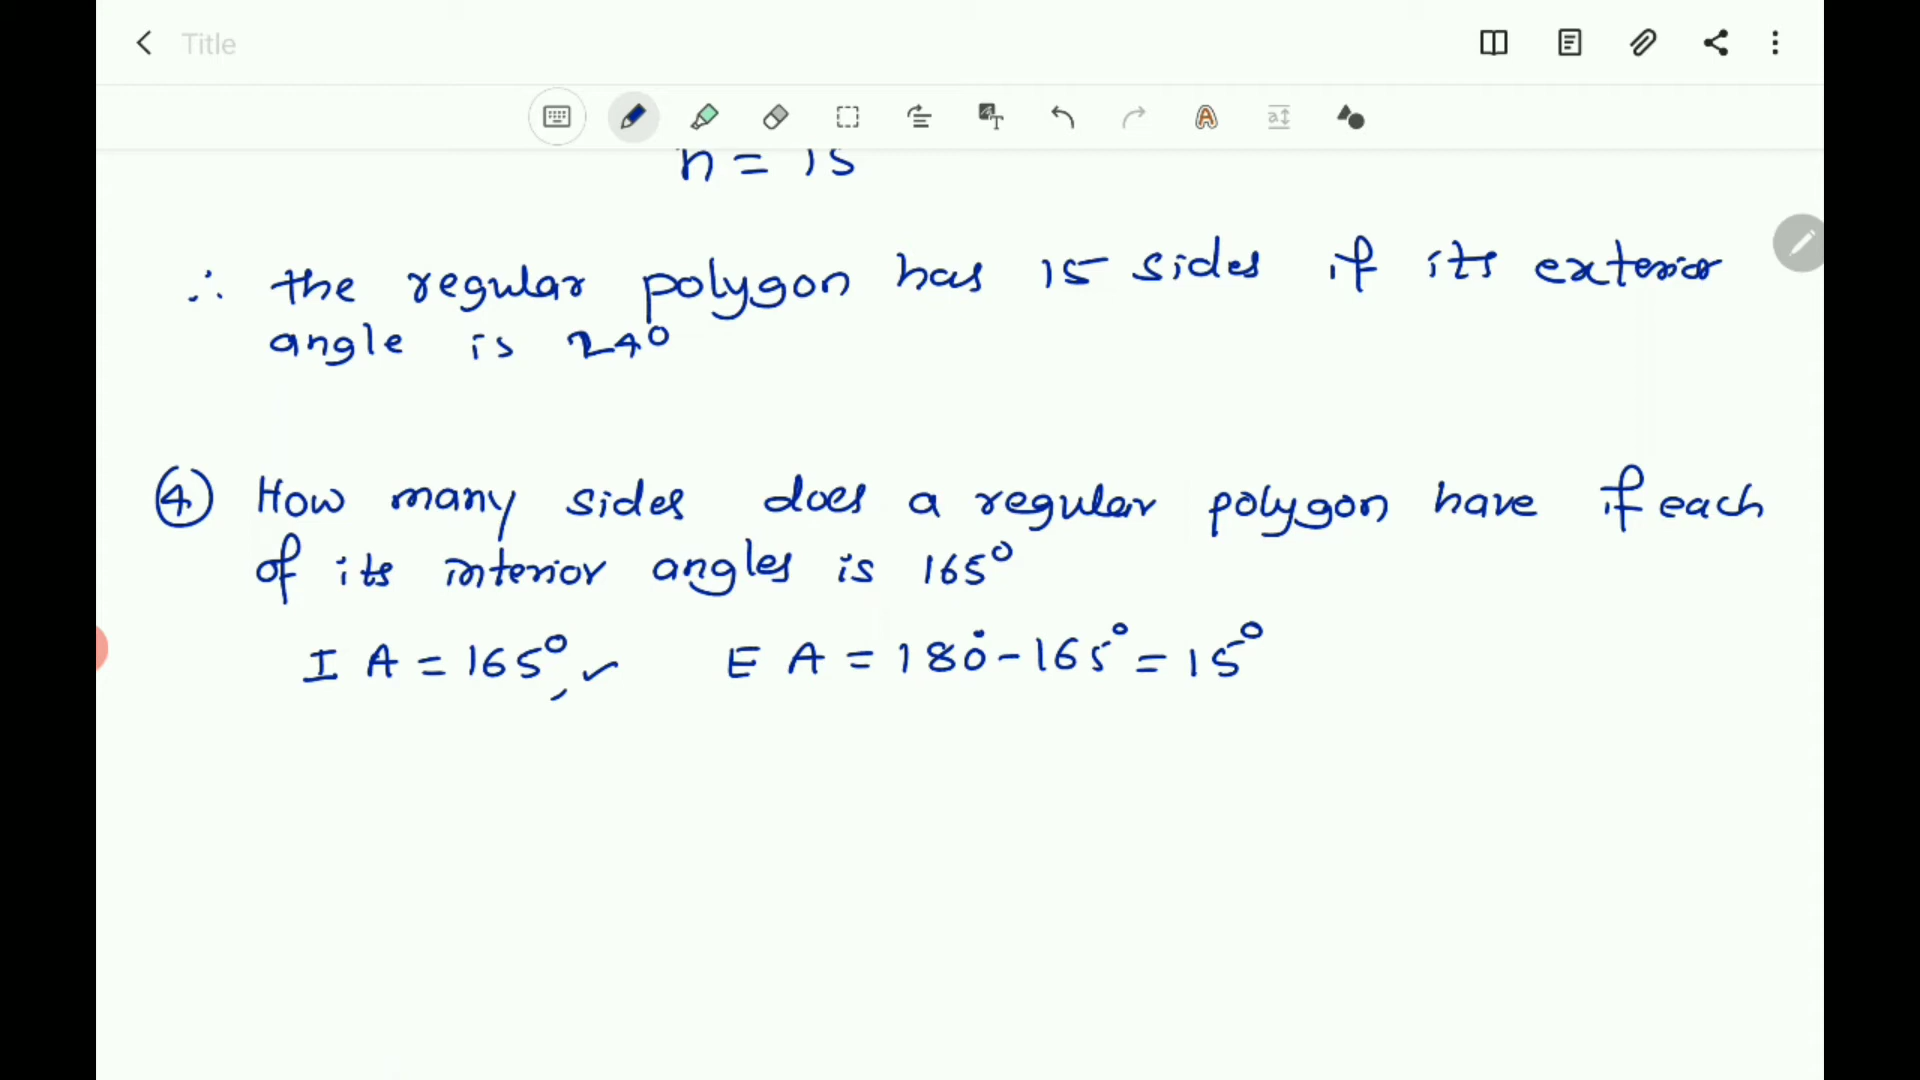 Title
n = 15
∴ the regular polygon has 15 sides if its exterior
angle is 24°
④ How many sides does a regular polygon have if each
of its interior angles is 165°
I A = 165°, ✓ E A = 180° - 165° = 15°